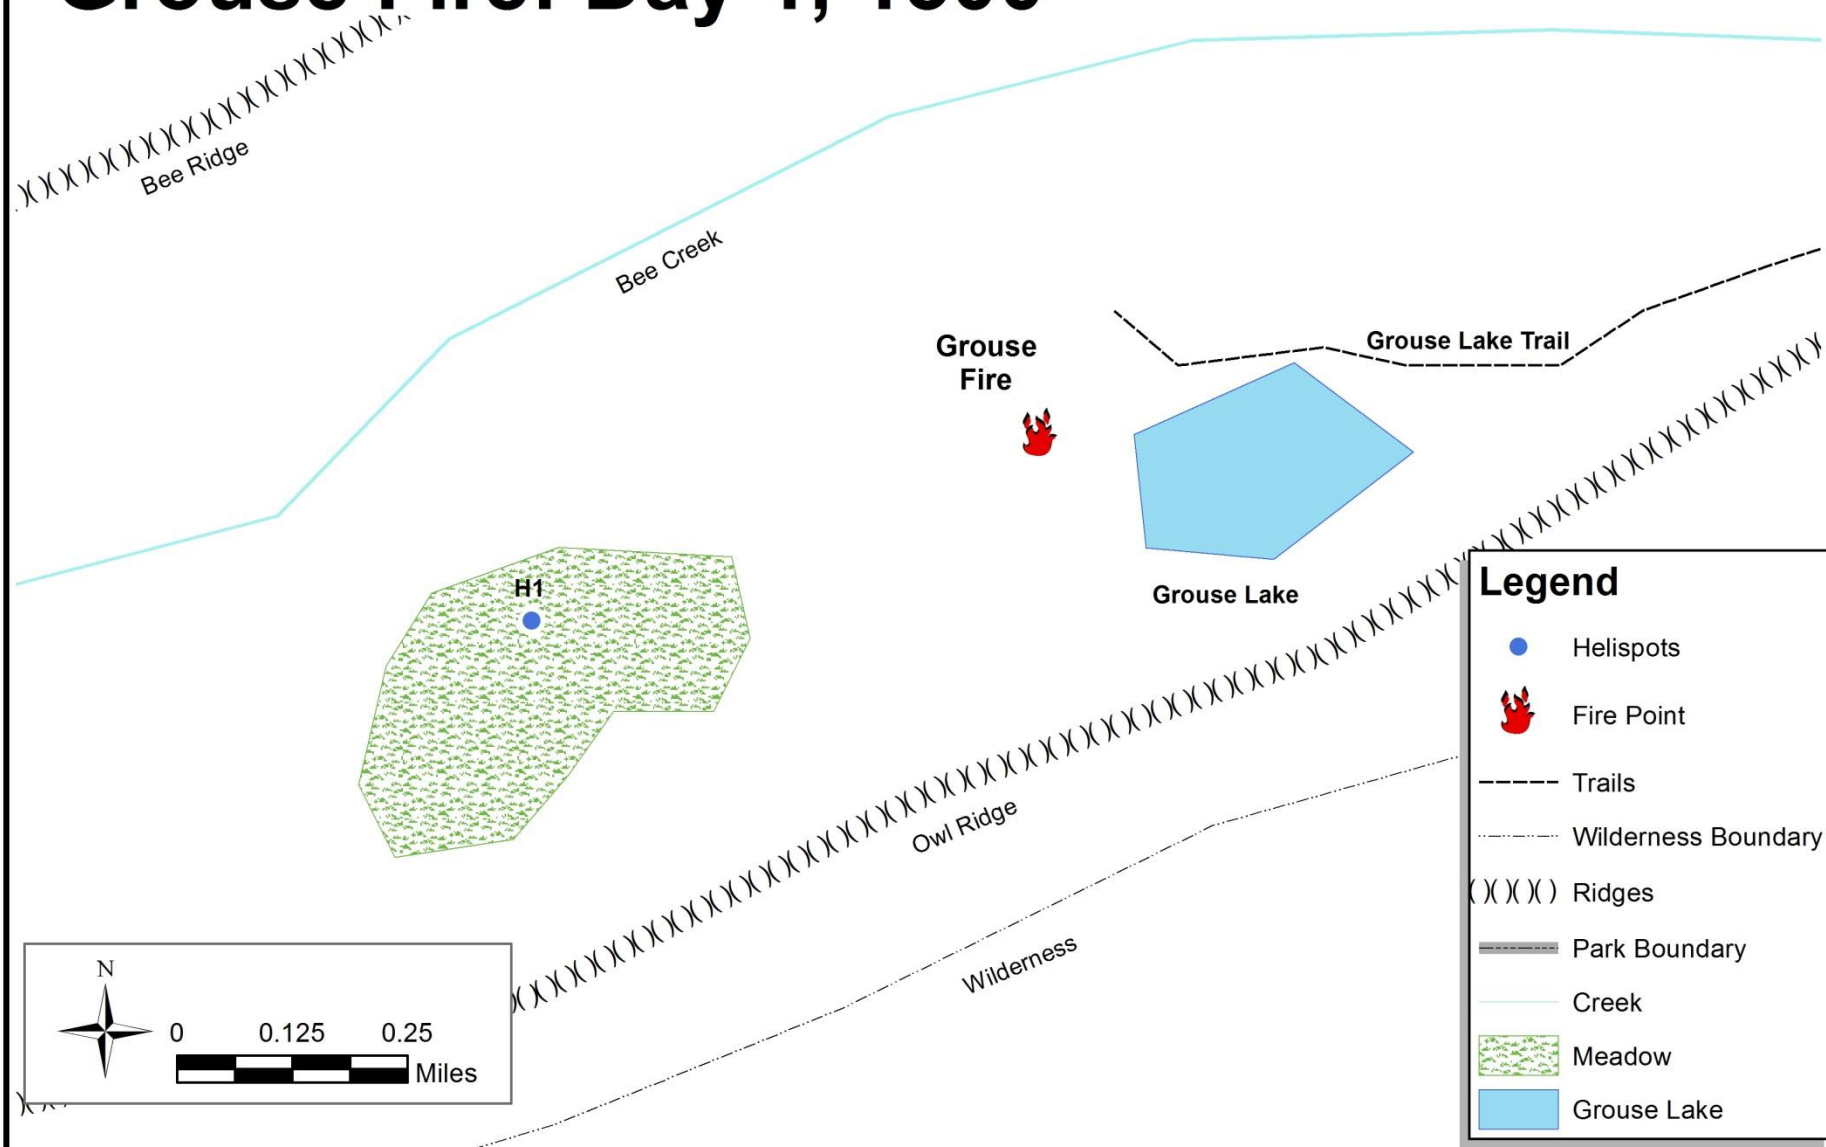 Bee Ridge
Bee Creek
Grouse
Fire
Grouse Lake Trail
H1
Grouse Lake
Owl Ridge
Wilderness
N
0 0.125 0.25
Miles
Legend
Helispots
Fire Point
Trails
Wilderness Boundary
Ridges
Park Boundary
Creek
Meadow
Grouse Lake